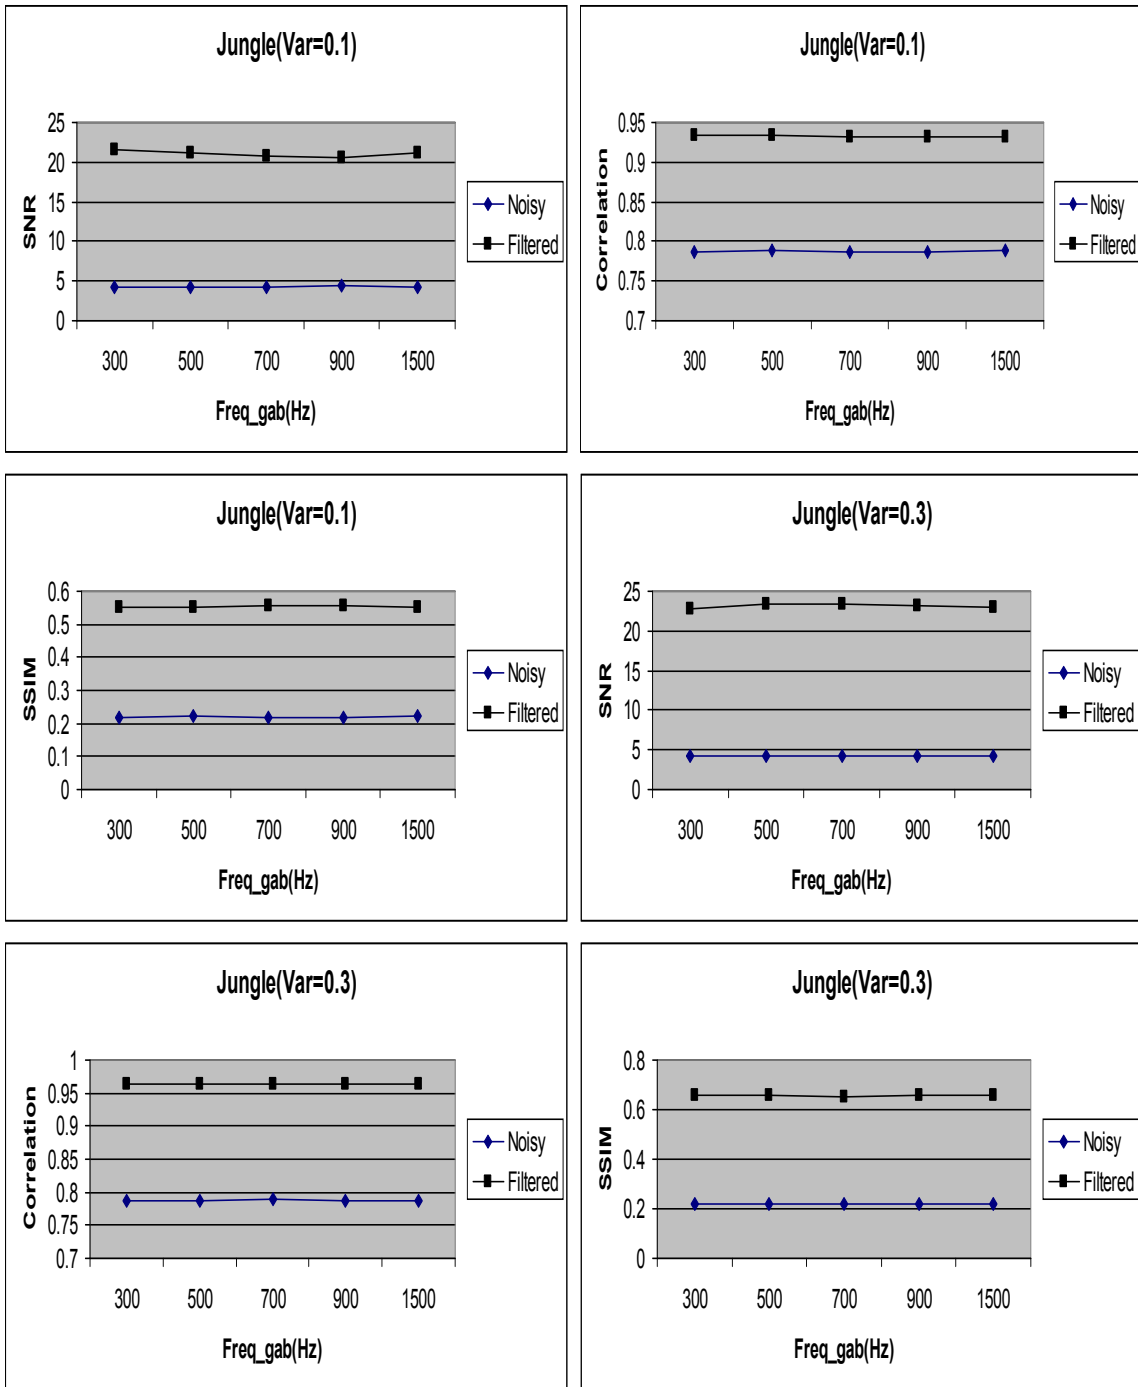 Jungle(Var=0.1)
SNR
25
20
15
10
5
0
300 500 700 900 1500
Freq_gab(Hz)
Noisy
Filtered
Jungle(Var=0.1)
Correlation
0.95
0.9
0.85
0.8
0.75
0.7
300 500 700 900 1500
Freq_gab(Hz)
Noisy
Filtered
Jungle(Var=0.1)
SSIM
0.6
0.5
0.4
0.3
0.2
0.1
0
300 500 700 900 1500
Freq_gab(Hz)
Noisy
Filtered
Jungle(Var=0.3)
SNR
25
20
15
10
5
0
300 500 700 900 1500
Freq_gab(Hz)
Noisy
Filtered
Jungle(Var=0.3)
Correlation
1
0.95
0.9
0.85
0.8
0.75
0.7
300 500 700 900 1500
Freq_gab(Hz)
Noisy
Filtered
Jungle(Var=0.3)
SSIM
0.8
0.6
0.4
0.2
0
300 500 700 900 1500
Freq_gab(Hz)
Noisy
Filtered